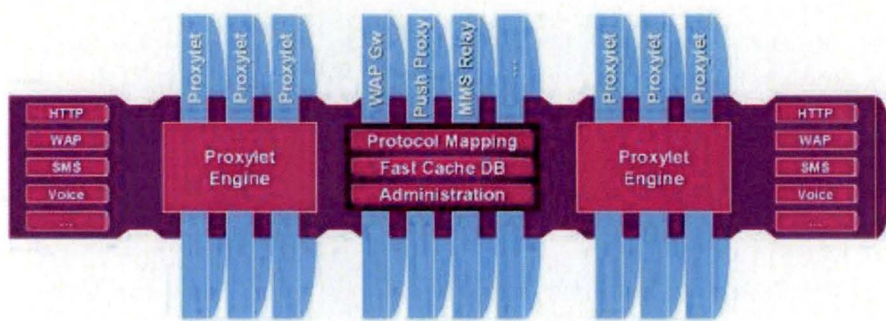 Proxylet
Proxylet
Proxylet
WAP Gw
Push Proxy
MMS Relay
...
Proxylet
Proxylet
Proxylet
HTTP
WAP
SMS
Voice
...
Proxylet
Engine
Protocol Mapping
Fast Cache DB
Administration
Proxylet
Engine
HTTP
WAP
SMS
Voice
...